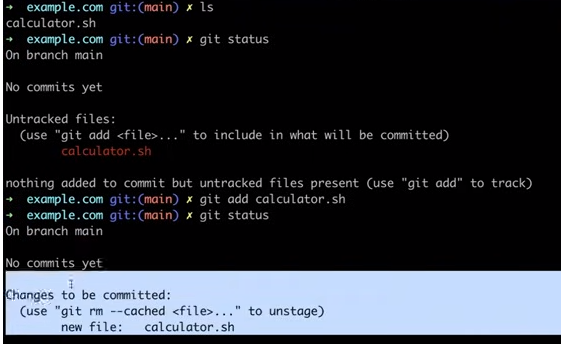 ➜ example.com git:(main) ✗ ls
calculator.sh
➜ example.com git:(main) ✗ git status
On branch main
No commits yet
Untracked files:
(use "git add <file>..." to include in what will be committed)
calculator.sh
nothing added to commit but untracked files present (use "git add" to track)
➜ example.com git:(main) ✗ git add calculator.sh
➜ example.com git:(main) ✗ git status
On branch main
No commits yet
Changes to be committed:
(use "git rm --cached <file>..." to unstage)
new file: calculator.sh